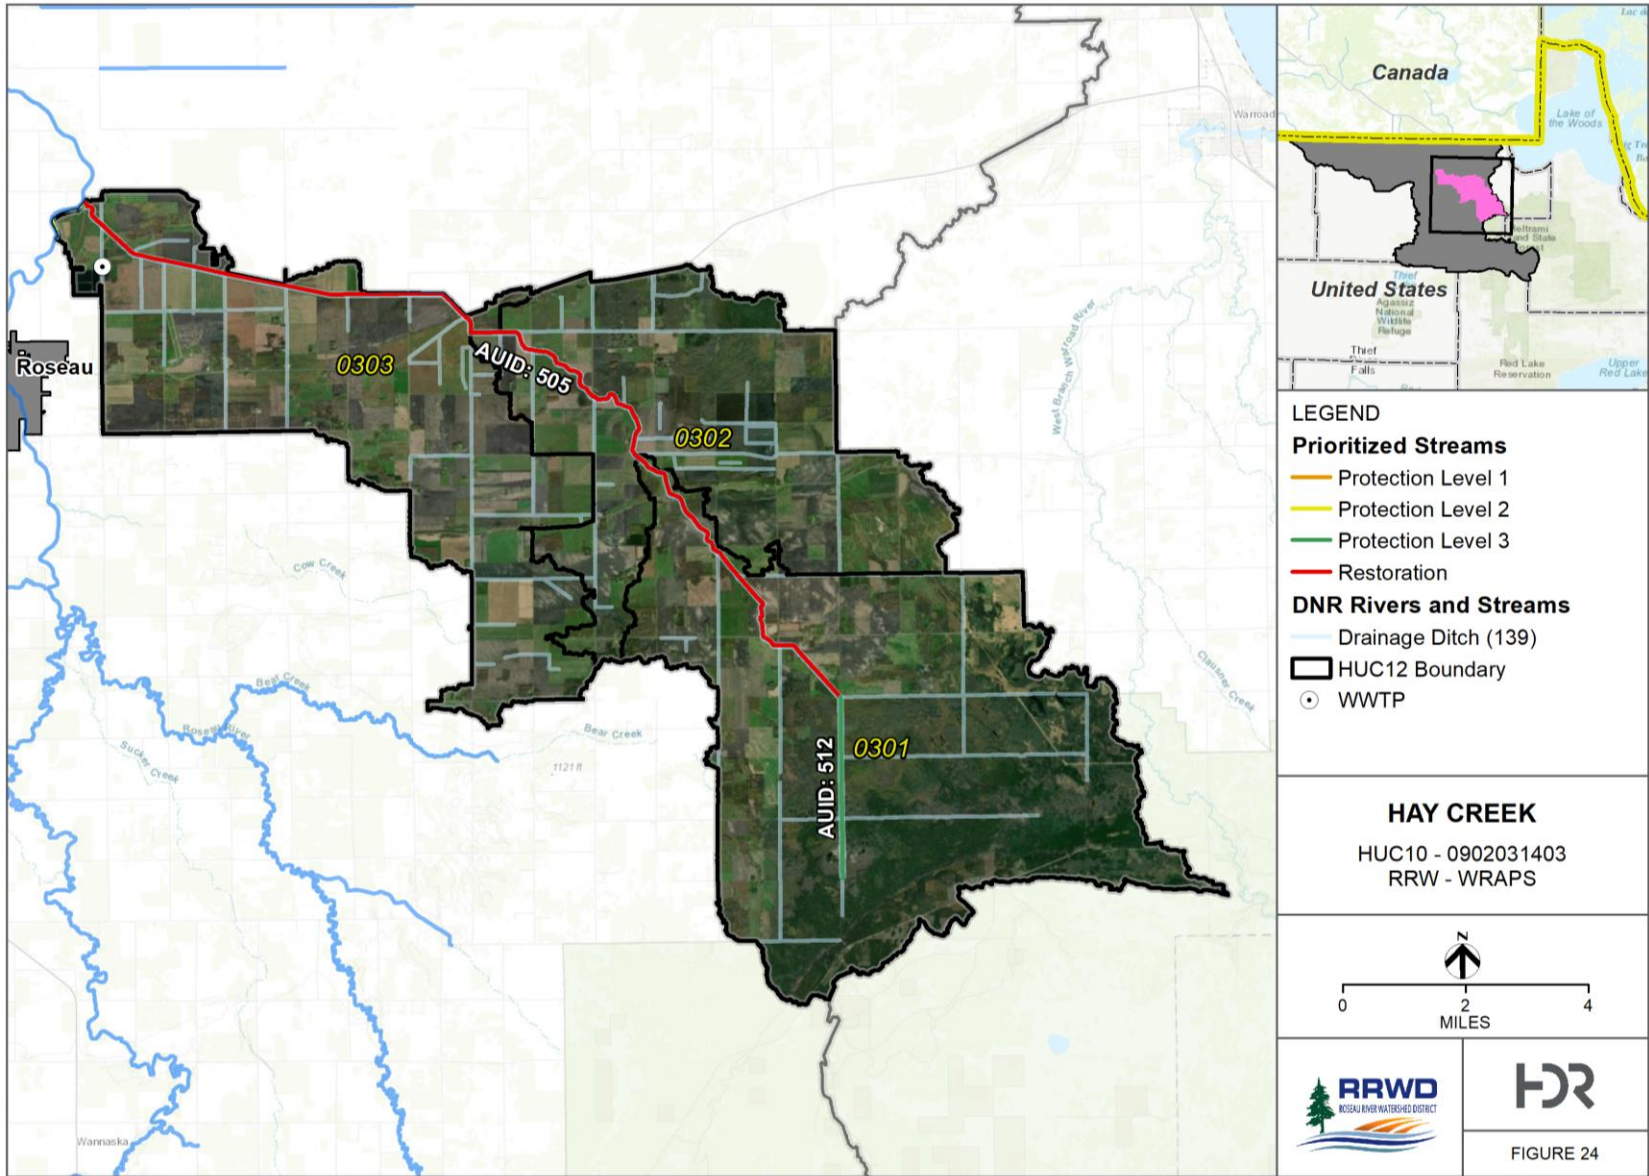 Warroad
West Branch Warroad River
Roseau
0303
AUID: 505
0302
Cow Creek
Clausner Creek
Beat Creek
Roseau River
Bear Creek
Sucker Creek
1121 ft
AUID: 512
0301
Wannaska
Canada
Lake of
the Woods
Beltrami
and State
Thief
United States
Agassiz
National
Wildlife
Refuge
Thief
Falls
Red Lake
Reservation
Upper
Red Lake
LEGEND
Prioritized Streams
Protection Level 1
Protection Level 2
Protection Level 3
Restoration
DNR Rivers and Streams
Drainage Ditch (139)
HUC12 Boundary
WWTP
HAY CREEK
HUC10 - 0902031403
RRW - WRAPS
N
0 2 4
MILES
RRWD
ROSEAU RIVER WATERSHED DISTRICT
HDR
FIGURE 24